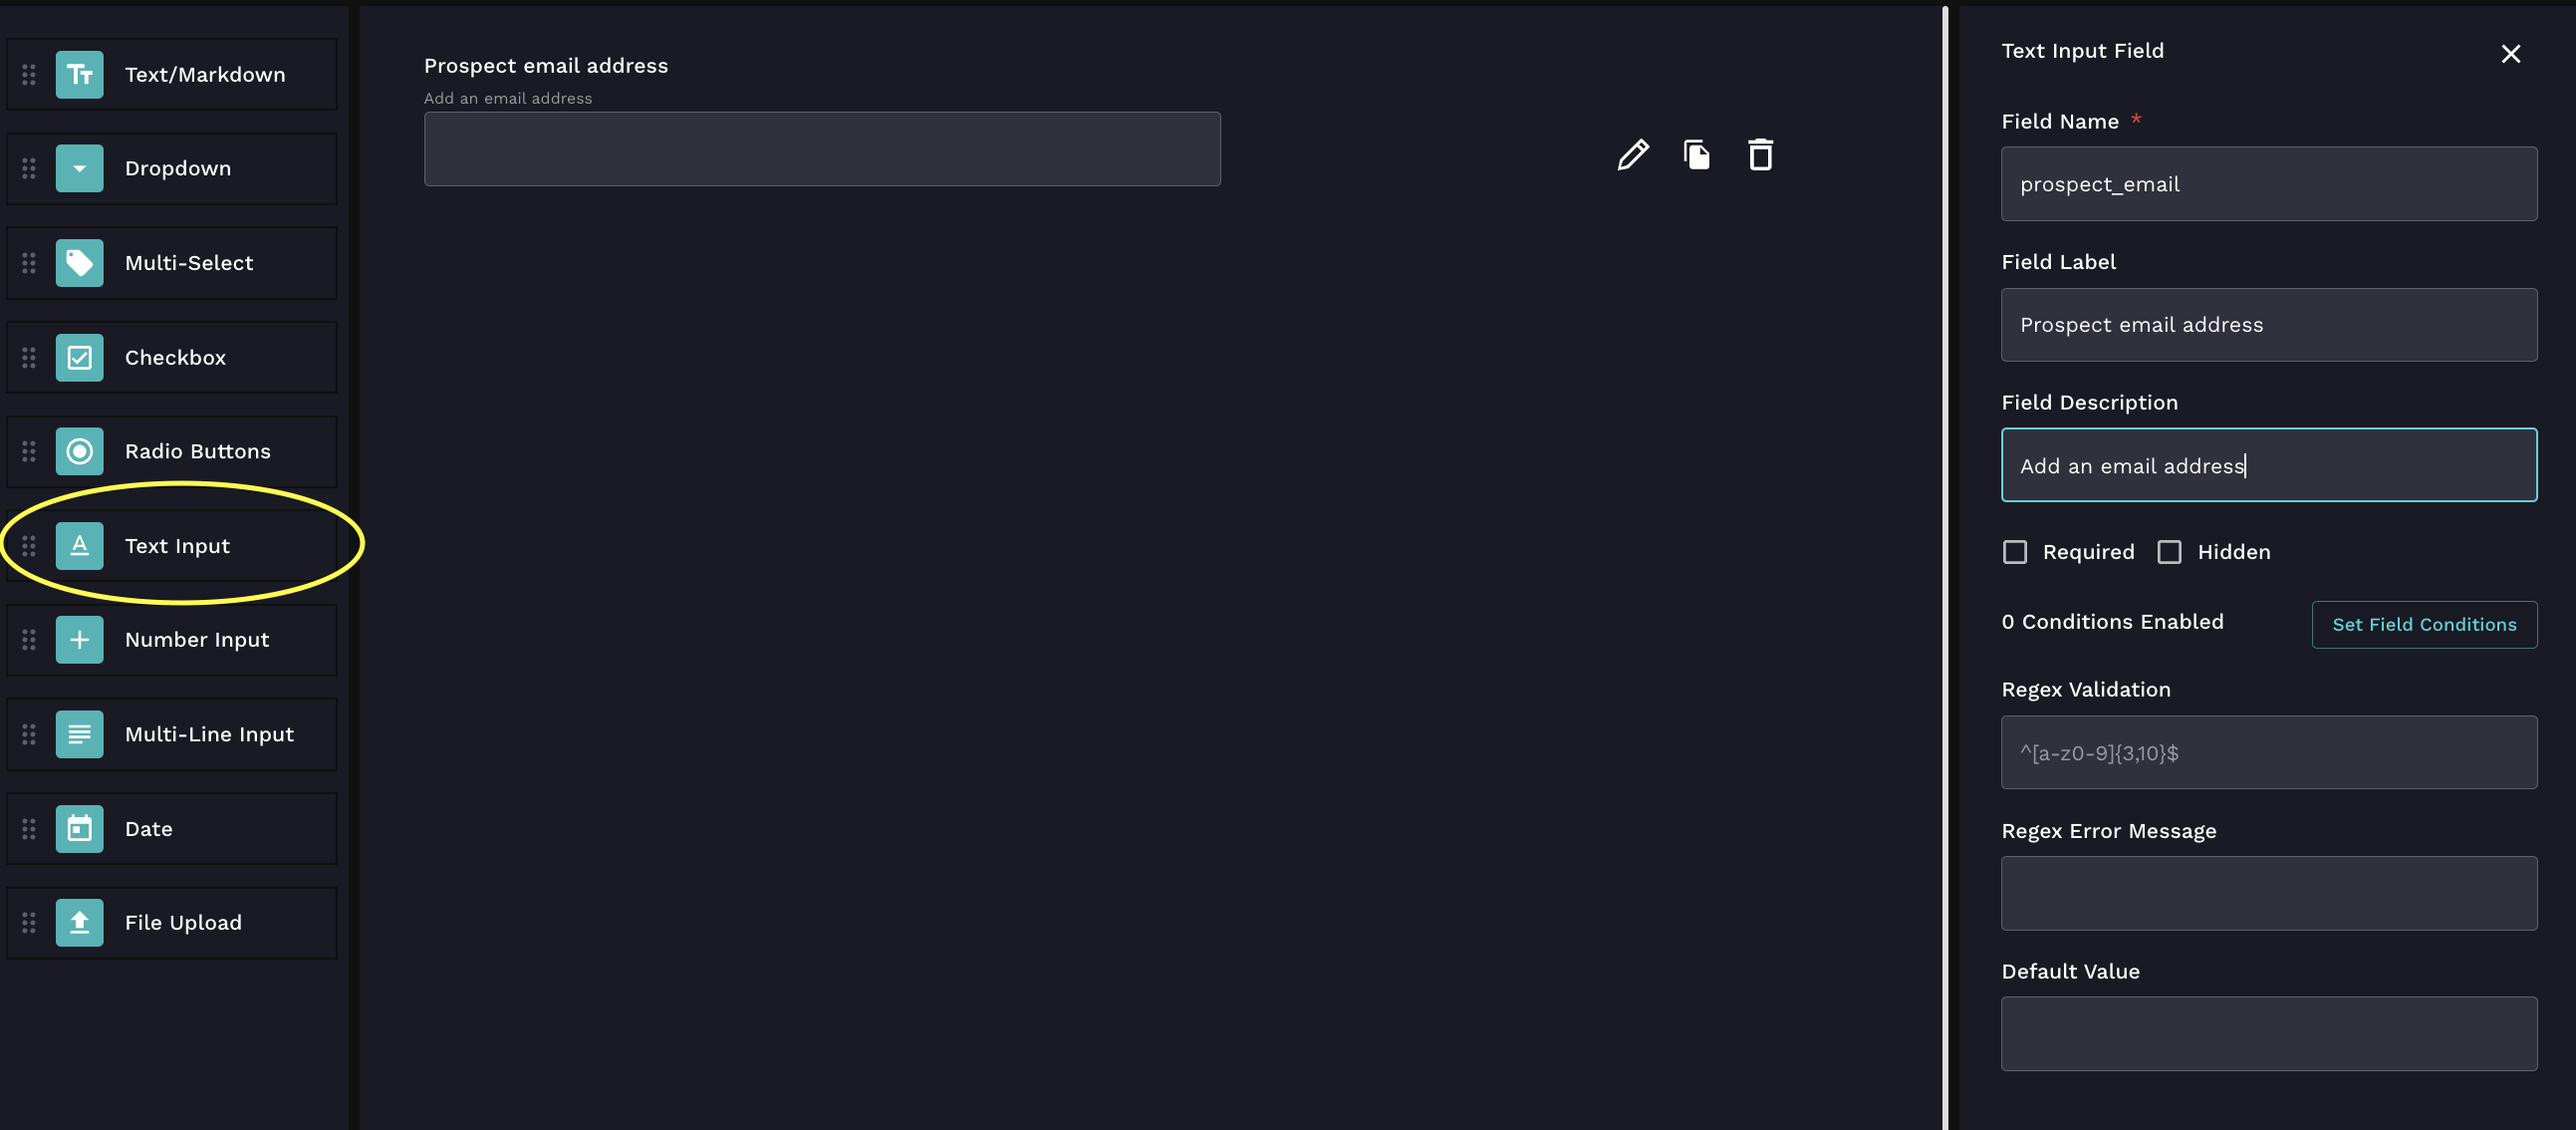 Text/Markdown
Dropdown
Multi-Select
Checkbox
Radio Buttons
Text Input
Number Input
Multi-Line Input
Date
File Upload
Prospect email address
Add an email address
Text Input Field
Field Name *
prospect_email
Field Label
Prospect email address
Field Description
Add an email address
Required Hidden
0 Conditions Enabled Set Field Conditions
Regex Validation
^[a-z0-9]{3,10}$
Regex Error Message
Default Value